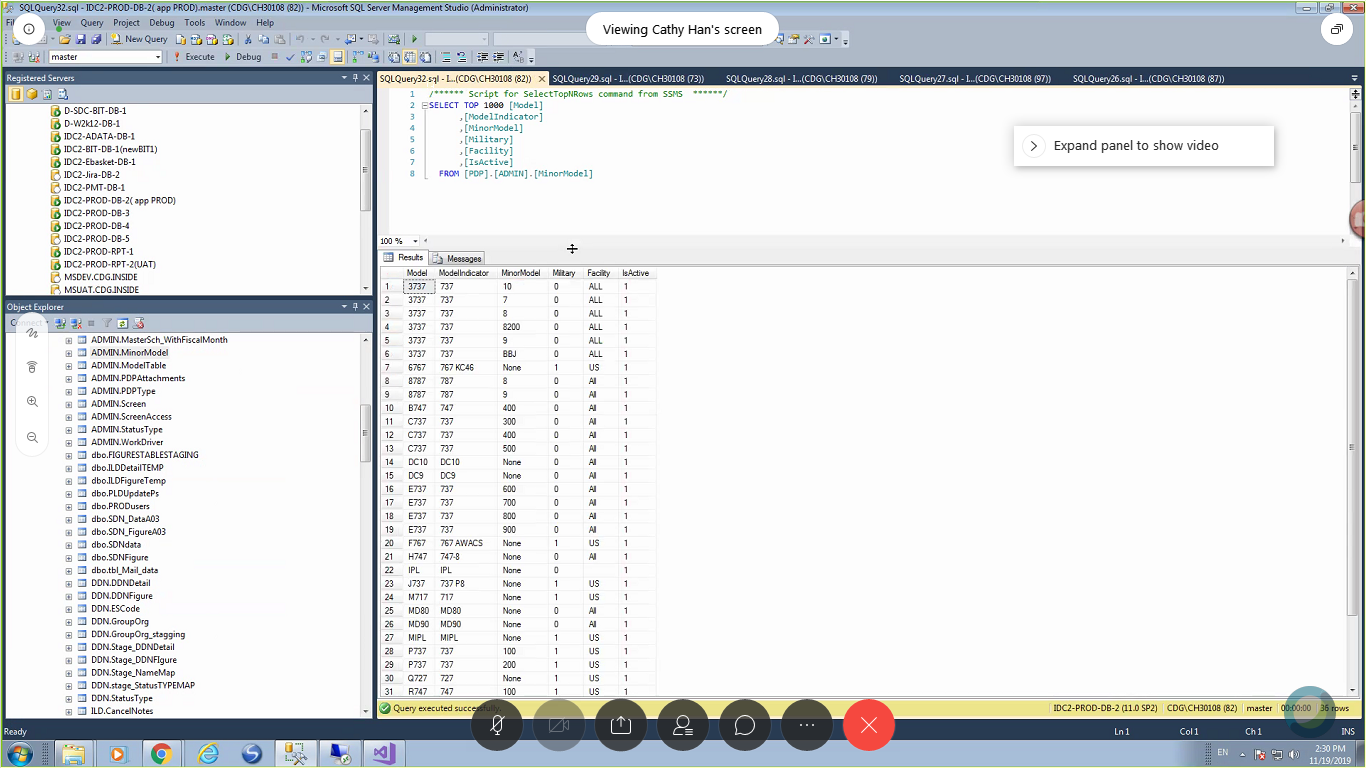 SQLQuery32.sql - IDC2-PROD-DB-2( app PROD).master (CDG\CH30108 (82)) - Microsoft SQL Server Management Studio (Administrator)
Viewing Cathy Han's screen
View Query Project Debug Tools Window Help
New Query
master Execute Debug
Registered Servers
D-SDC-BIT-DB-1
D-W2k12-DB-1
IDC2-ADATA-DB-1
IDC2-BIT-DB-1(newBIT1)
IDC2-Ebasket-DB-1
IDC2-Jira-DB-2
IDC2-PMT-DB-1
IDC2-PROD-DB-2( app PROD)
IDC2-PROD-DB-3
IDC2-PROD-DB-4
IDC2-PROD-DB-5
IDC2-PROD-RPT-1
IDC2-PROD-RPT-2(UAT)
MSDEV.CDG.INSIDE
MSUAT.CDG.INSIDE
Object Explorer
ADMIN.MasterSch_WithFiscalMonth
ADMIN.MinorModel
ADMIN.ModelTable
ADMIN.PDPAttachments
ADMIN.PDPType
ADMIN.Screen
ADMIN.ScreenAccess
ADMIN.StatusType
ADMIN.WorkDriver
dbo.FIGURESTABLESTAGING
dbo.ILDDetailTEMP
dbo.ILDFigureTemp
dbo.PLDUpdatePs
dbo.PRODusers
dbo.SDN_DataA03
dbo.SDN_FigureA03
dbo.SDNdata
dbo.SDNFigure
dbo.tbl_Mail_data
DDN.DDNDetail
DDN.DDNFigure
DDN.ESCode
DDN.GroupOrg
DDN.GroupOrg_stagging
DDN.Stage_DDNDetail
DDN.Stage_DDNFIgure
DDN.Stage_NameMap
DDN.stage_StatusTYPEMAP
DDN.StatusType
ILD.CancelNotes
SQLQuery32.sql - I...(CDG\CH30108 (82)) SQLQuery29.sql - I...(CDG\CH30108 (73)) SQLQuery28.sql - I...(CDG\CH30108 (79)) SQLQuery27.sql - I...(CDG\CH30108 (97)) SQLQuery26.sql - I...(CDG\CH30108 (87))
1 /****** Script for SelectTopNRows command from SSMS ******/
2 SELECT TOP 1000 [Model]
3 ,[ModelIndicator]
4 ,[MinorModel]
5 ,[Military]
6 ,[Facility]
7 ,[IsActive]
8 FROM [PDP].[ADMIN].[MinorModel]
Expand panel to show video
100 %
Results Messages
Model ModelIndicator MinorModel Military Facility IsActive
1 3737 737 10 0 ALL 1
2 3737 737 7 0 ALL 1
3 3737 737 8 0 ALL 1
4 3737 737 8200 0 ALL 1
5 3737 737 9 0 ALL 1
6 3737 737 BBJ 0 ALL 1
7 6767 767 KC46 None 1 US 1
8 8787 787 8 0 All 1
9 8787 787 9 0 All 1
10 B747 747 400 0 All 1
11 C737 737 300 0 All 1
12 C737 737 400 0 All 1
13 C737 737 500 0 All 1
14 DC10 DC10 None 0 All 1
15 DC9 DC9 None 0 All 1
16 E737 737 600 0 All 1
17 E737 737 700 0 All 1
18 E737 737 800 0 All 1
19 E737 737 900 0 All 1
20 F767 767 AWACS None 1 US 1
21 H747 747-8 None 0 All 1
22 IPL IPL None 0 1
23 J737 737 P8 None 1 US 1
24 M717 717 None 1 US 1
25 MD80 MD80 None 0 All 1
26 MD90 MD90 None 0 All 1
27 MIPL MIPL None 1 US 1
28 P737 737 100 1 US 1
29 P737 737 200 1 US 1
30 Q727 727 None 1 US 1
31 R747 747 100 1 US 1
Query executed successfully.
IDC2-PROD-DB-2 (11.0 SP2) CDG\CH30108 (82) master 00:00:00 36 rows
Ready Ln 1 Col 1 Ch 1 INS
EN 2:30 PM
11/19/2019